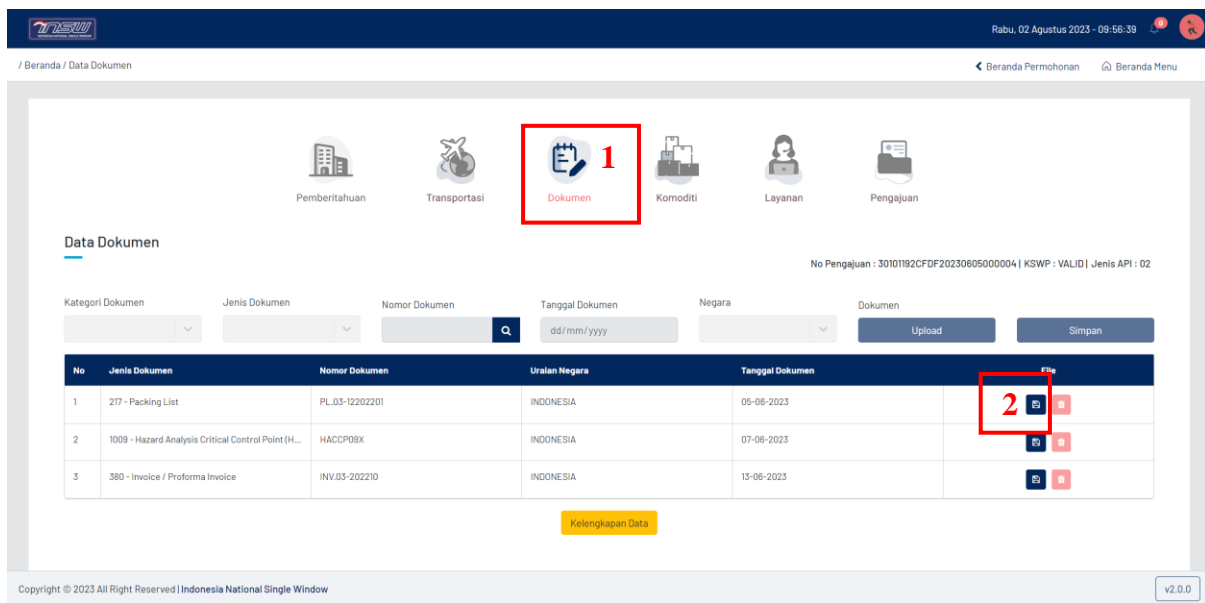 INSW
Rabu, 02 Agustus 2023 - 09:56:39
0
/ Beranda / Data Dokumen
Beranda Permohonan
Beranda Menu
1
Pemberitahuan
Transportasi
Dokumen
Komoditi
Layanan
Pengajuan
Data Dokumen
No Pengajuan : 30101192CFDF20230605000004 | KSWP : VALID | Jenis API : 02
Kategori Dokumen
Jenis Dokumen
Nomor Dokumen
Tanggal Dokumen
Negara
Dokumen
dd/mm/yyyy
Upload
Simpan
No Jenis Dokumen Nomor Dokumen Uraian Negara Tanggal Dokumen File
1 217 - Packing List PL.03-12202201 INDONESIA 05-06-2023 2
2 1009 - Hazard Analysis Critical Control Point (H... HACCP09X INDONESIA 07-06-2023
3 380 - Invoice / Proforma Invoice INV.03-202210 INDONESIA 13-06-2023
Kelengkapan Data
Copyright © 2023 All Right Reserved | Indonesia National Single Window
v2.0.0